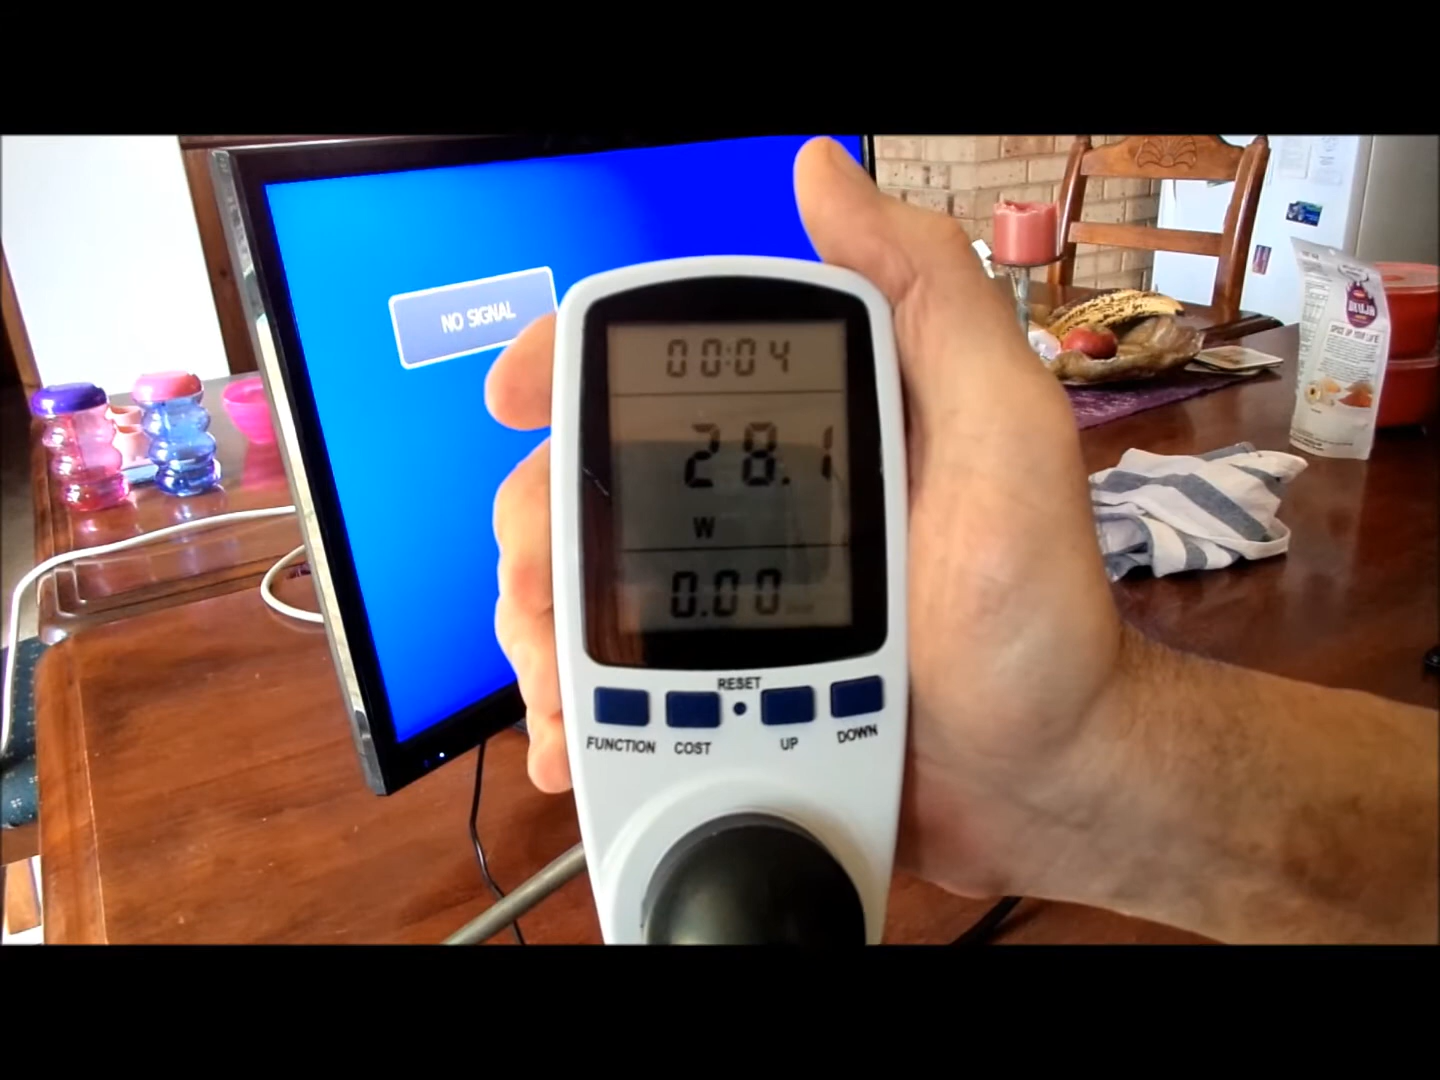 NO SIGNAL
00:04
28.1
W
0.00
RESET
FUNCTION COST UP DOWN
SPICE UP YOUR LIFE!